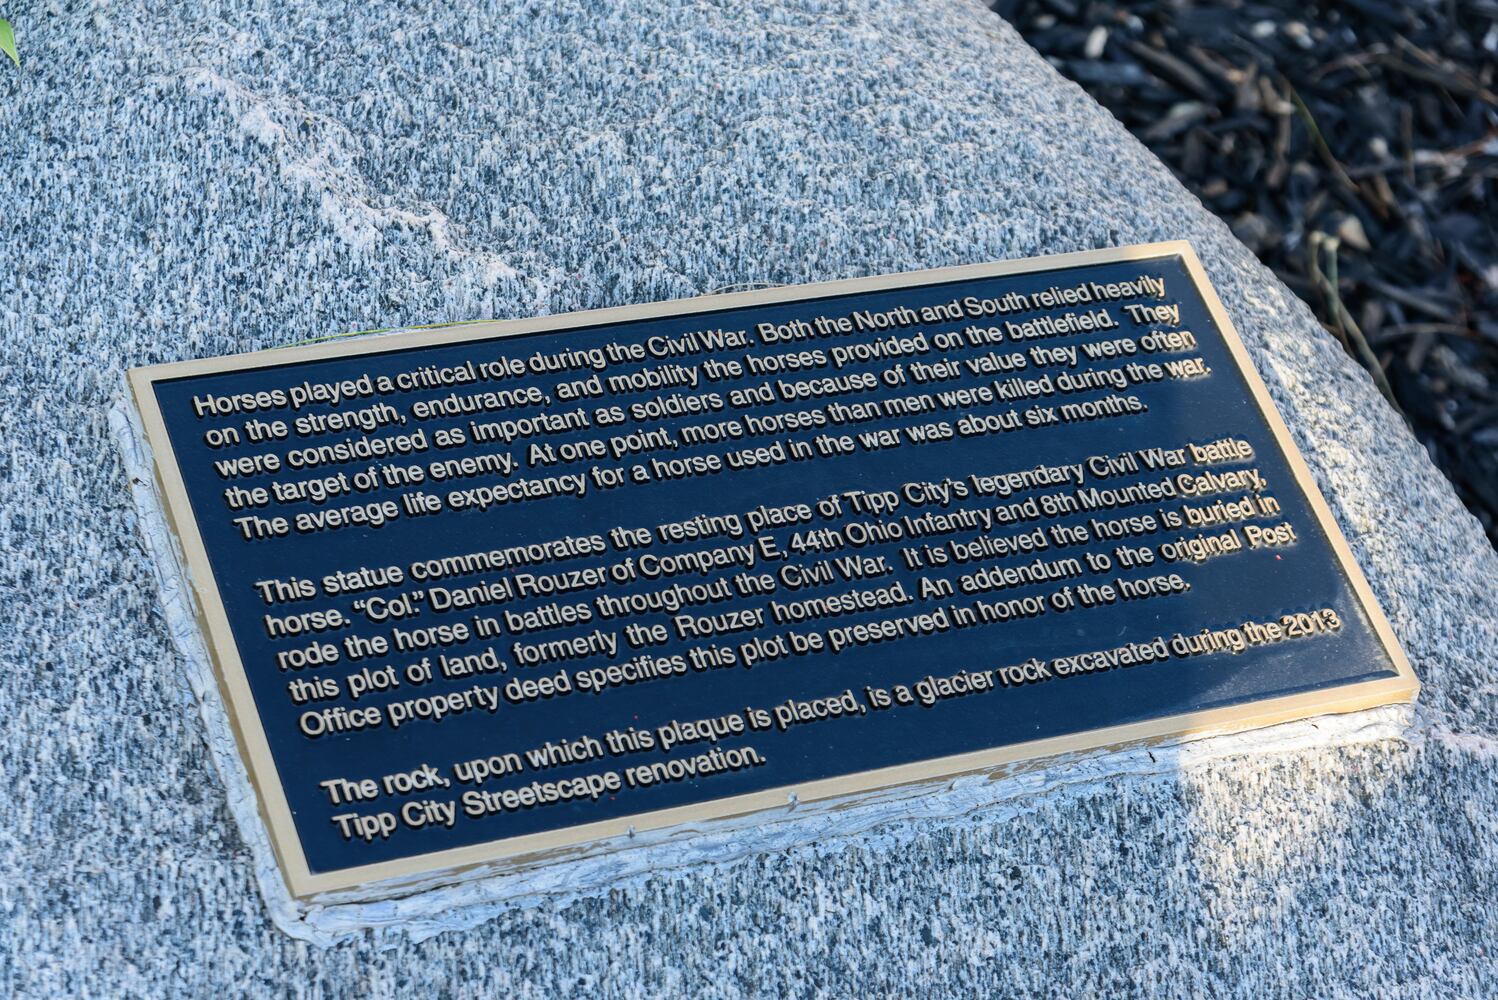 Horses played a critical role during the Civil War. Both the North and South relied heavily
on the strength, endurance, and mobility the horses provided on the battlefield. They
were considered as important as soldiers and because of their value they were often
the target of the enemy. At one point, more horses than men were killed during the war.
The average life expectancy for a horse used in the war was about six months.
This statue commemorates the resting place of Tipp City's legendary Civil War battle
horse. “Col.” Daniel Rouzer of Company E, 44th Ohio Infantry and 8th Mounted Calvary,
rode the horse in battles throughout the Civil War. It is believed the horse is buried in
this plot of land, formerly the Rouzer homestead. An addendum to the original Post
Office property deed specifies this plot be preserved in honor of the horse.
The rock, upon which this plaque is placed, is a glacier rock excavated during the 2013
Tipp City Streetscape renovation.